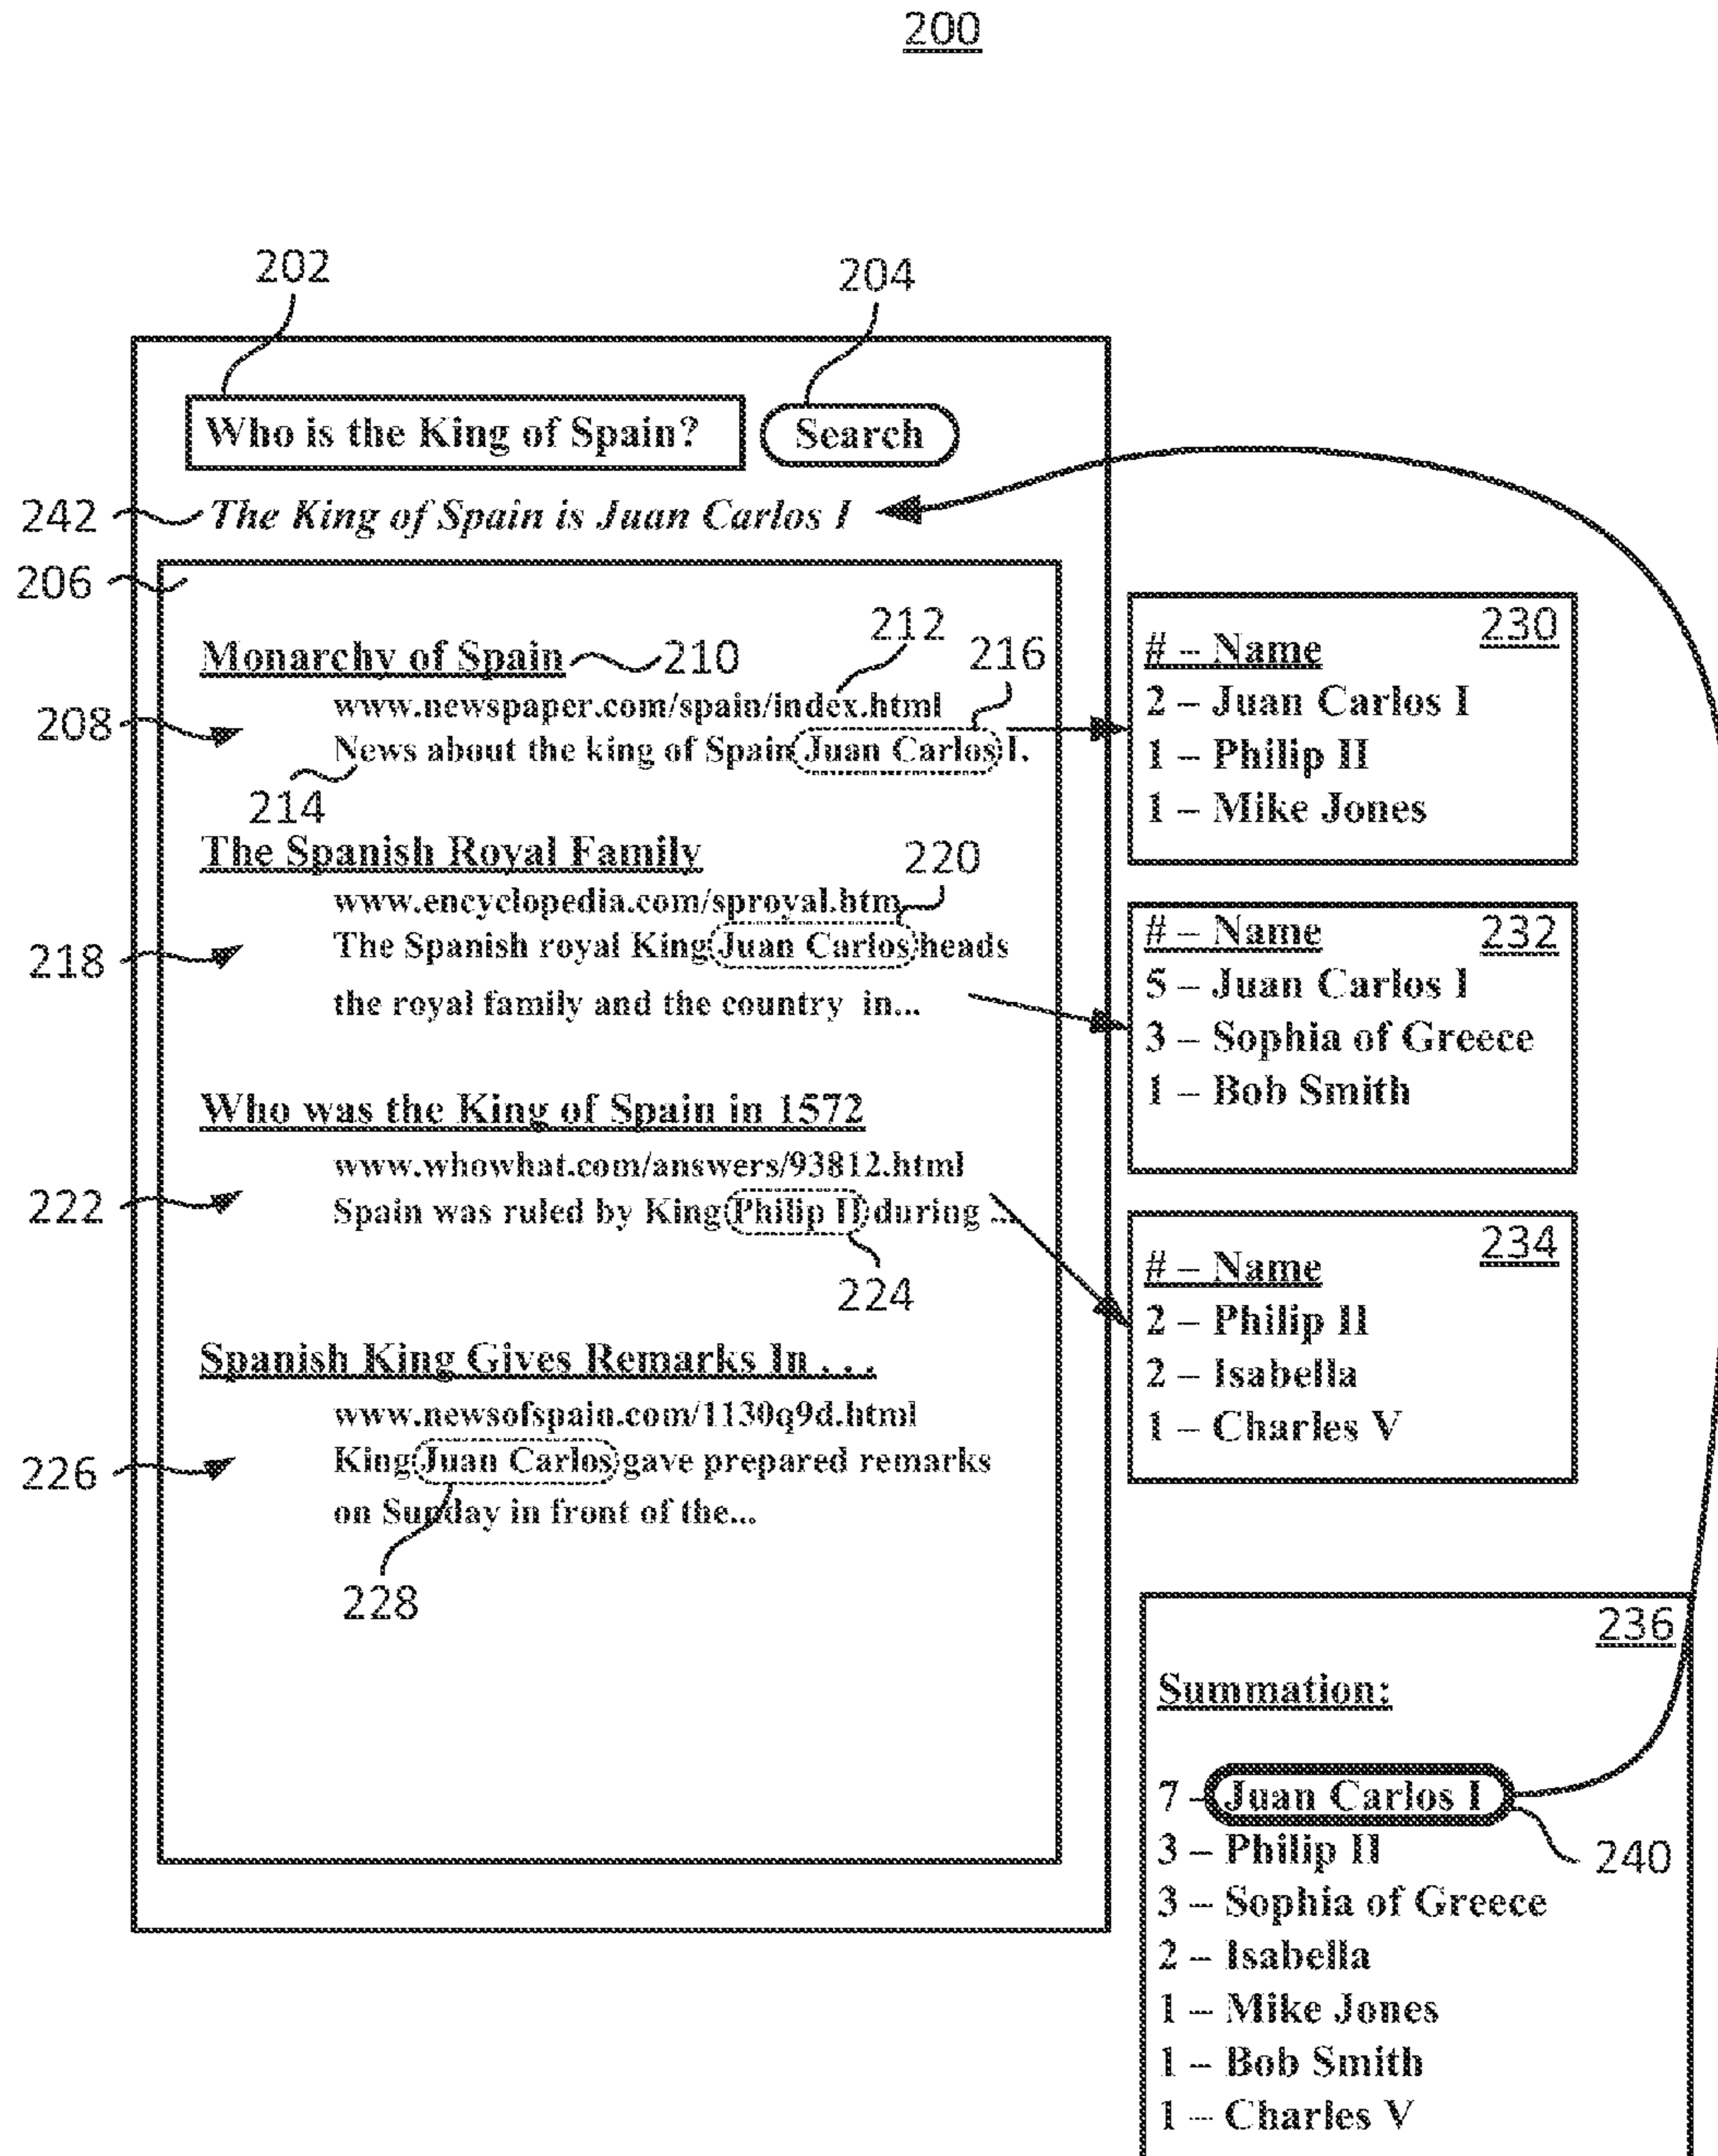 200
202
204
Who is the King of Spain? Search
242 The King of Spain is Juan Carlos I
206
Monarchy of Spain 210
212
216
www.newspaper.com/spain/index.html
208
News about the king of Spain Juan Carlos I.
214
The Spanish Royal Family
220
www.encyclopedia.com/sproyal.htm
218
The Spanish royal King Juan Carlos heads
the royal family and the country in...
Who was the King of Spain in 1572
www.whowhat.com/answers/93812.html
222
Spain was ruled by King Philip II during ...
224
Spanish King Gives Remarks In . . .
www.newsofspain.com/1130q9d.html
226
King Juan Carlos gave prepared remarks
on Sunday in front of the...
228
230
# – Name
2 – Juan Carlos I
1 – Philip II
1 – Mike Jones
# – Name 232
5 – Juan Carlos I
3 – Sophia of Greece
1 – Bob Smith
234
# – Name
2 – Philip II
2 – Isabella
1 – Charles V
236
Summation:
7 – Juan Carlos I
240
3 – Philip II
3 – Sophia of Greece
2 – Isabella
1 – Mike Jones
1 – Bob Smith
1 – Charles V